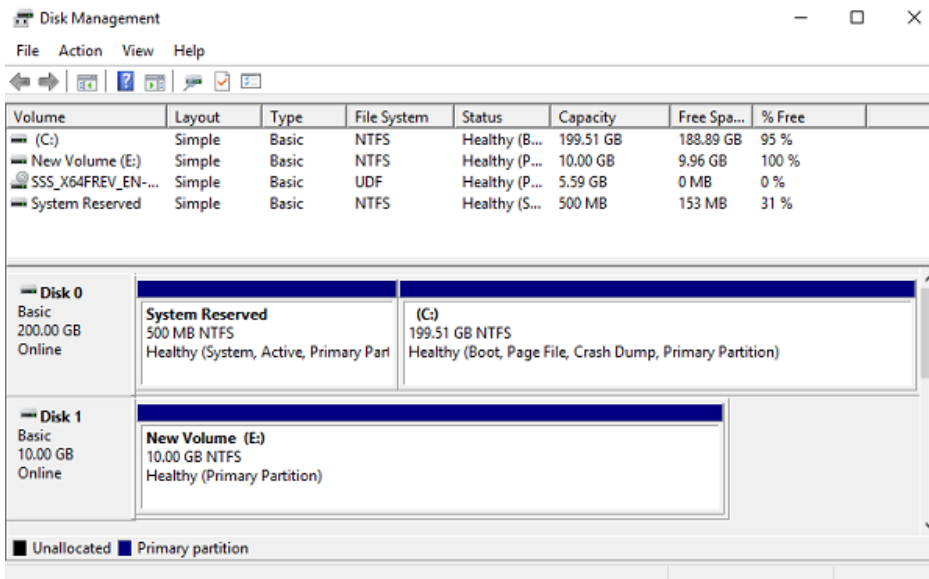 Disk Management
File Action View Help
Volume Layout Type File System Status Capacity Free Spa... % Free
(C:) Simple Basic NTFS Healthy (B... 199.51 GB 188.89 GB 95 %
New Volume (E:) Simple Basic NTFS Healthy (P... 10.00 GB 9.96 GB 100 %
SSS_X64FREV_EN-... Simple Basic UDF Healthy (P... 5.59 GB 0 MB 0 %
System Reserved Simple Basic NTFS Healthy (S... 500 MB 153 MB 31 %
Disk 0
Basic
200.00 GB
Online
System Reserved
500 MB NTFS
Healthy (System, Active, Primary Part
(C:)
199.51 GB NTFS
Healthy (Boot, Page File, Crash Dump, Primary Partition)
Disk 1
Basic
10.00 GB
Online
New Volume (E:)
10.00 GB NTFS
Healthy (Primary Partition)
Unallocated Primary partition